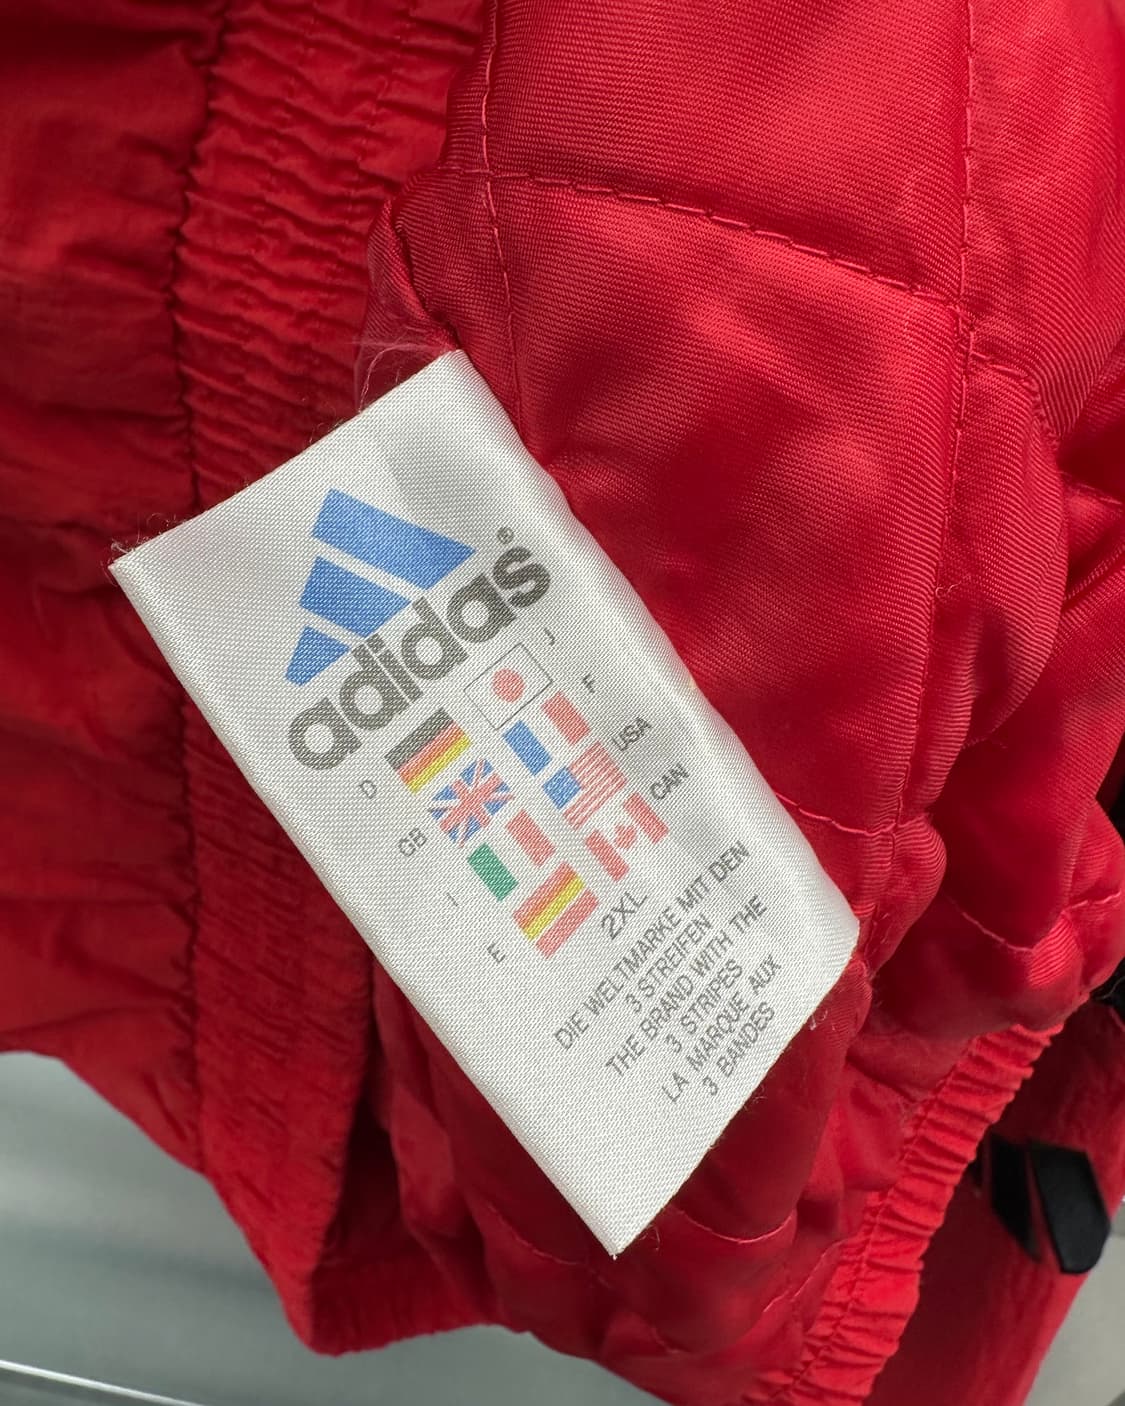 adidas®
J
D
F
GB
USA
I
CAN
E
2XL
DIE WELTMARKE MIT DEN
3 STREIFEN
THE BRAND WITH THE
3 STRIPES
LA MARQUE AUX
3 BANDES